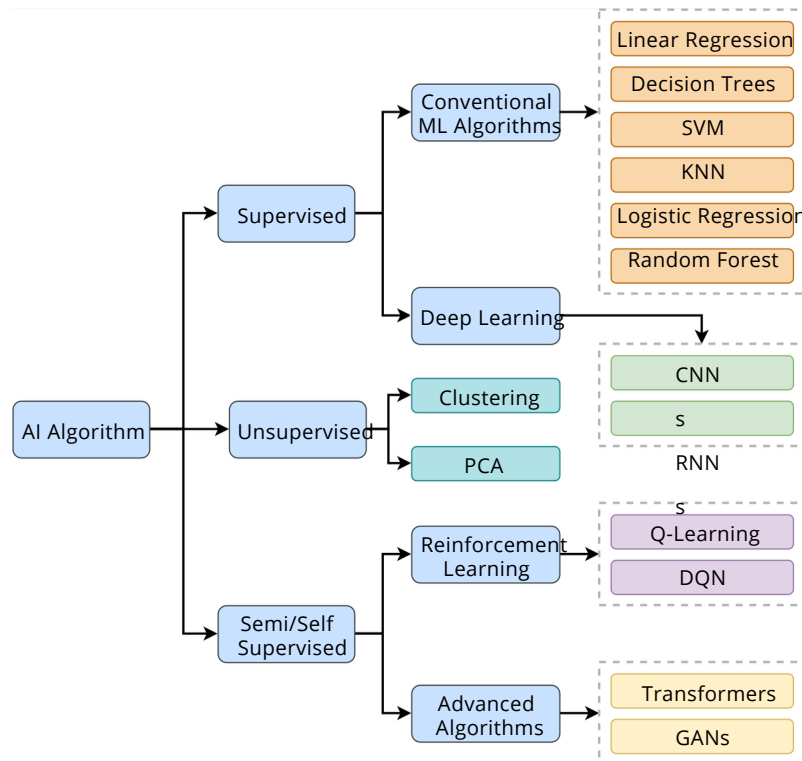 Linear Regression
Decision Trees
SVM
KNN
Logistic Regression
Random Forest
Conventional
ML Algorithms
Supervised
Deep Learning
CNN
s
RNN
s
Clustering
AI Algorithm
Unsupervised
PCA
Reinforcement
Learning
Q-Learning
DQN
Semi/Self
Supervised
Advanced
Algorithms
Transformers
GANs